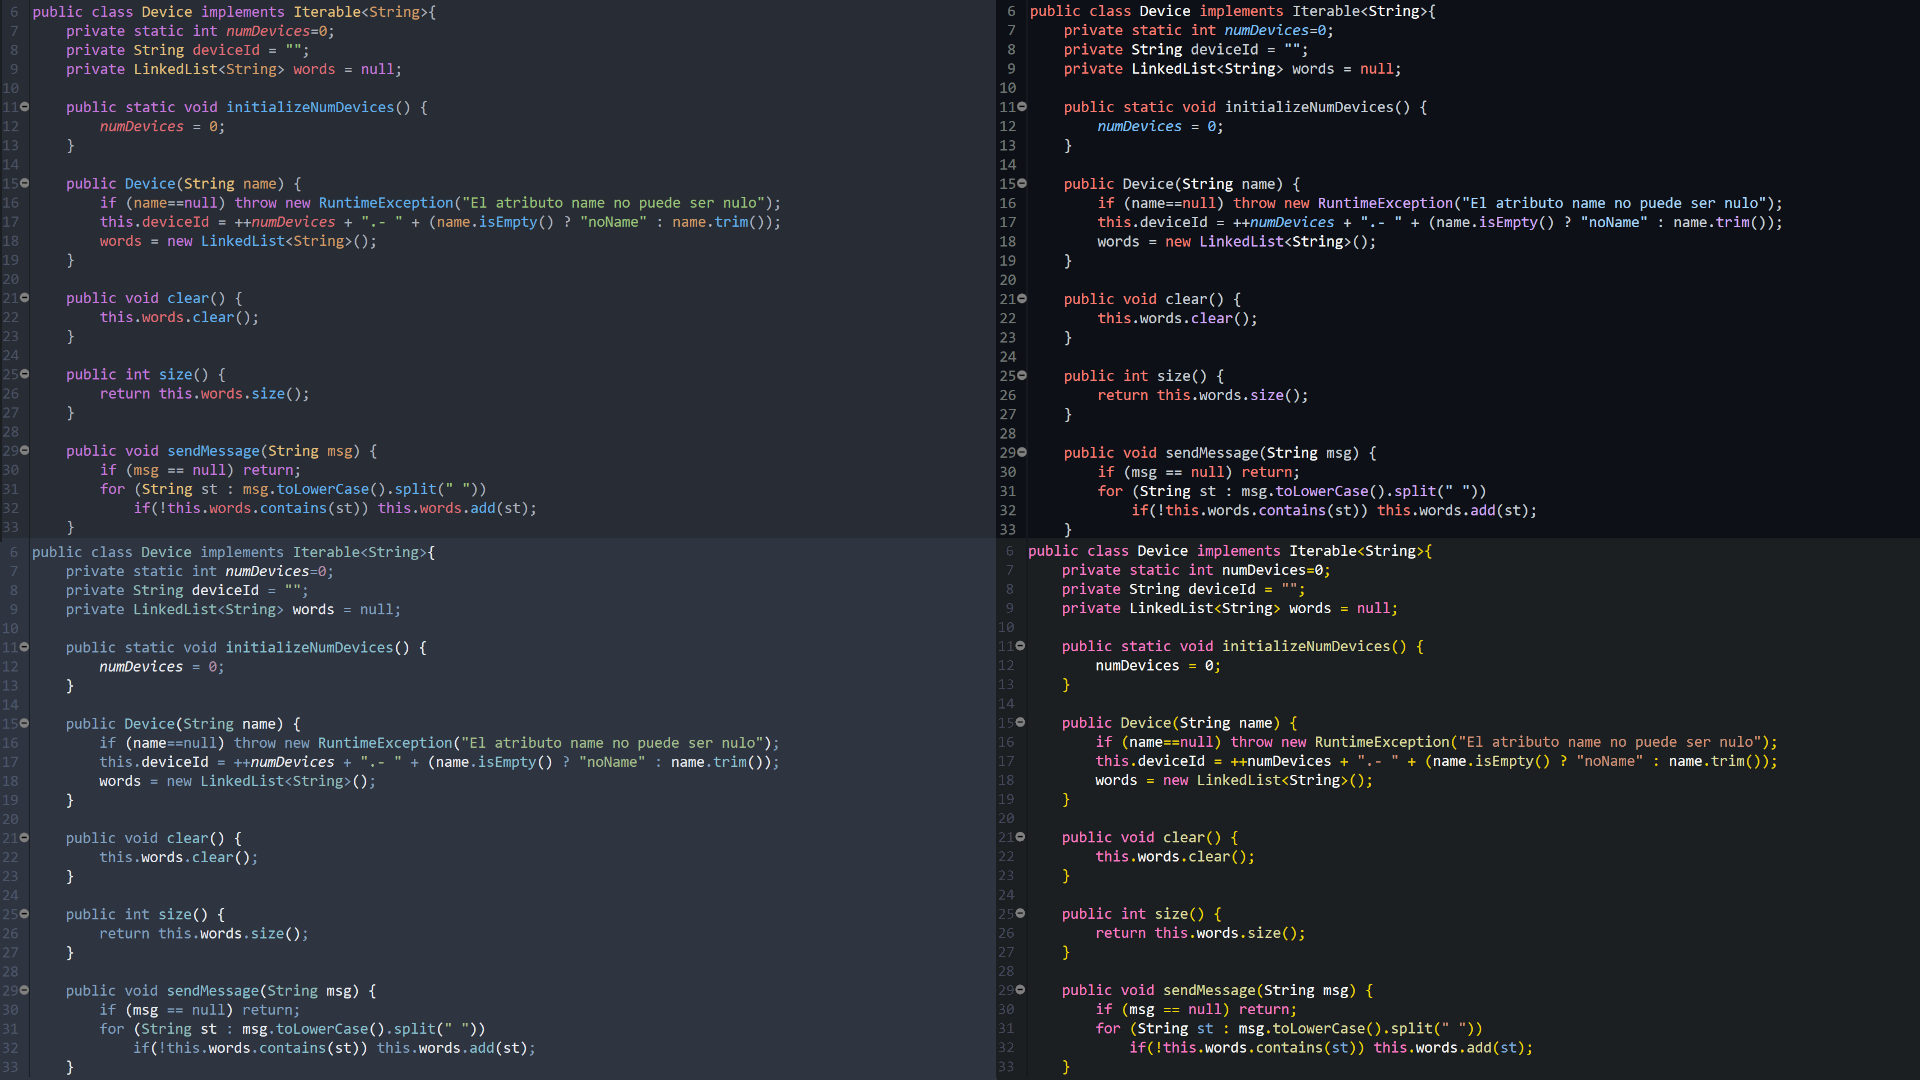 6 public class Device implements Iterable<String>{
7 private static int numDevices=0;
8 private String deviceId = "";
9 private LinkedList<String> words = null;
10
11 public static void initializeNumDevices() {
12 numDevices = 0;
13 }
14
15 public Device(String name) {
16 if (name==null) throw new RuntimeException("El atributo name no puede ser nulo");
17 this.deviceId = ++numDevices + ".- " + (name.isEmpty() ? "noName" : name.trim());
18 words = new LinkedList<String>();
19 }
20
21 public void clear() {
22 this.words.clear();
23 }
24
25 public int size() {
26 return this.words.size();
27 }
28
29 public void sendMessage(String msg) {
30 if (msg == null) return;
31 for (String st : msg.toLowerCase().split(" "))
32 if(!this.words.contains(st)) this.words.add(st);
33 }
6 public class Device implements Iterable<String>{
7 private static int numDevices=0;
8 private String deviceId = "";
9 private LinkedList<String> words = null;
10
11 public static void initializeNumDevices() {
12 numDevices = 0;
13 }
14
15 public Device(String name) {
16 if (name==null) throw new RuntimeException("El atributo name no puede ser nulo");
17 this.deviceId = ++numDevices + ".- " + (name.isEmpty() ? "noName" : name.trim());
18 words = new LinkedList<String>();
19 }
20
21 public void clear() {
22 this.words.clear();
23 }
24
25 public int size() {
26 return this.words.size();
27 }
28
29 public void sendMessage(String msg) {
30 if (msg == null) return;
31 for (String st : msg.toLowerCase().split(" "))
32 if(!this.words.contains(st)) this.words.add(st);
33 }
6 public class Device implements Iterable<String>{
7 private static int numDevices=0;
8 private String deviceId = "";
9 private LinkedList<String> words = null;
10
11 public static void initializeNumDevices() {
12 numDevices = 0;
13 }
14
15 public Device(String name) {
16 if (name==null) throw new RuntimeException("El atributo name no puede ser nulo");
17 this.deviceId = ++numDevices + ".- " + (name.isEmpty() ? "noName" : name.trim());
18 words = new LinkedList<String>();
19 }
20
21 public void clear() {
22 this.words.clear();
23 }
24
25 public int size() {
26 return this.words.size();
27 }
28
29 public void sendMessage(String msg) {
30 if (msg == null) return;
31 for (String st : msg.toLowerCase().split(" "))
32 if(!this.words.contains(st)) this.words.add(st);
33 }
6 public class Device implements Iterable<String>{
7 private static int numDevices=0;
8 private String deviceId = "";
9 private LinkedList<String> words = null;
10
11 public static void initializeNumDevices() {
12 numDevices = 0;
13 }
14
15 public Device(String name) {
16 if (name==null) throw new RuntimeException("El atributo name no puede ser nulo");
17 this.deviceId = ++numDevices + ".- " + (name.isEmpty() ? "noName" : name.trim());
18 words = new LinkedList<String>();
19 }
20
21 public void clear() {
22 this.words.clear();
23 }
24
25 public int size() {
26 return this.words.size();
27 }
28
29 public void sendMessage(String msg) {
30 if (msg == null) return;
31 for (String st : msg.toLowerCase().split(" "))
32 if(!this.words.contains(st)) this.words.add(st);
33 }